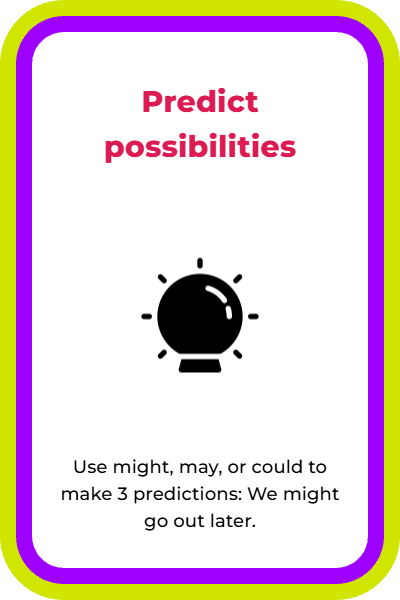 Predict
possibilities
Use might, may, or could to
make 3 predictions: We might
go out later.